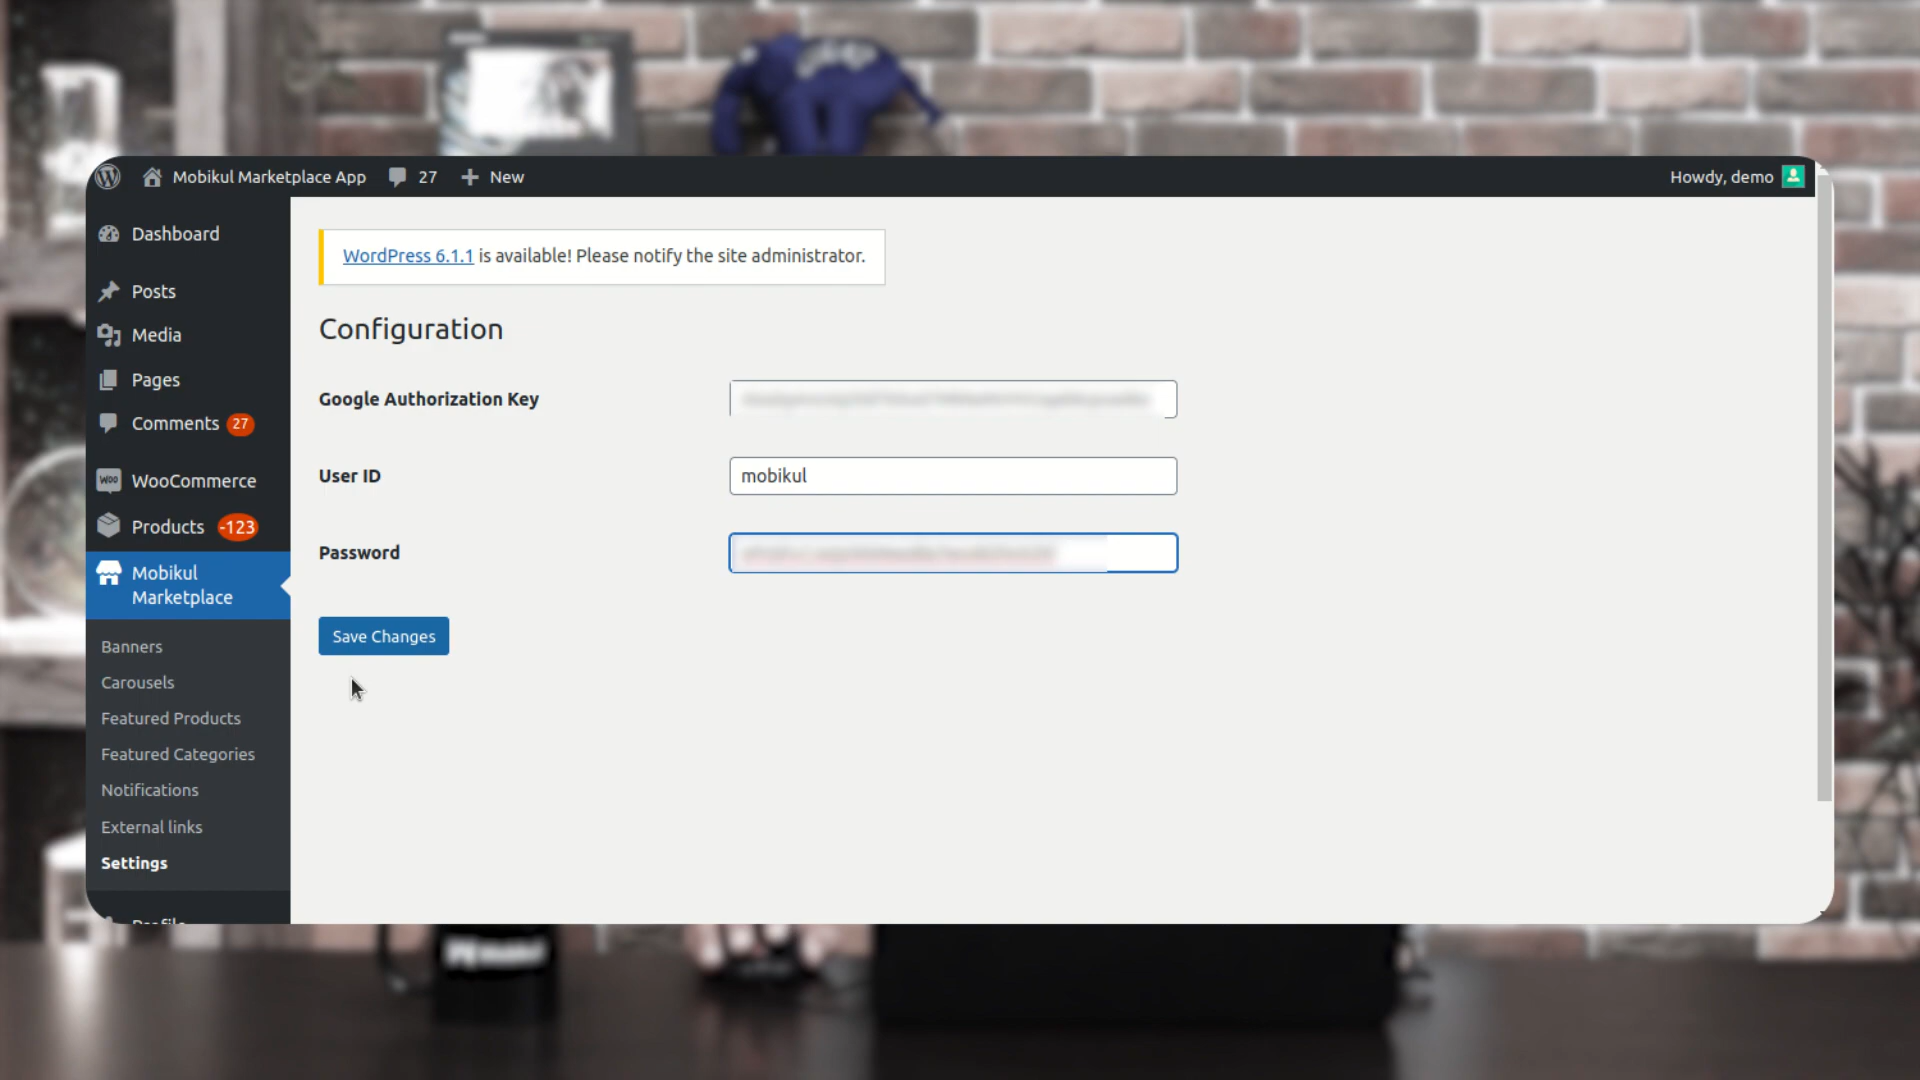 Mobikul Marketplace App 27 New Howdy, demo
Dashboard
Posts
Media
Pages
Comments 27
WooCommerce
Products -123
Mobikul
Marketplace
Banners
Carousels
Featured Products
Featured Categories
Notifications
External links
Settings
WordPress 6.1.1 is available! Please notify the site administrator.
Configuration
Google Authorization Key
User ID mobikul
Password
Save Changes